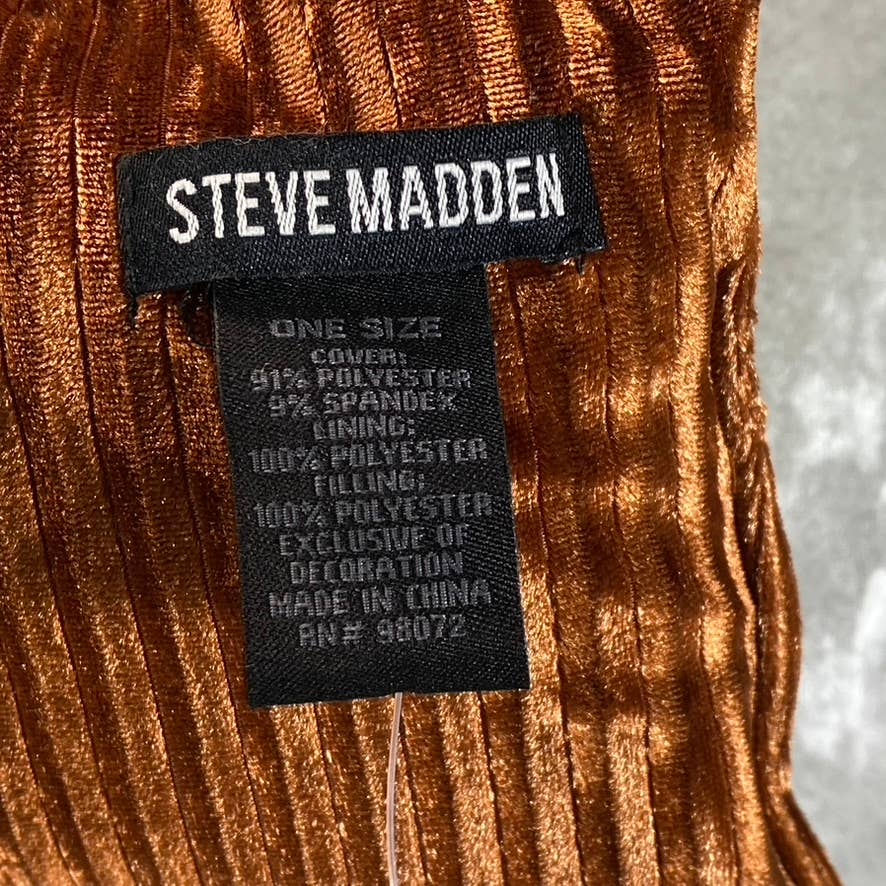 STEVE MADDEN
ONE SIZE
COVER:
91% POLYESTER
9% SPANDEX
LINING:
100% POLYESTER
FILLING:
100% POLYESTER
EXCLUSIVE OF
DECORATION
MADE IN CHINA
RN# 98072